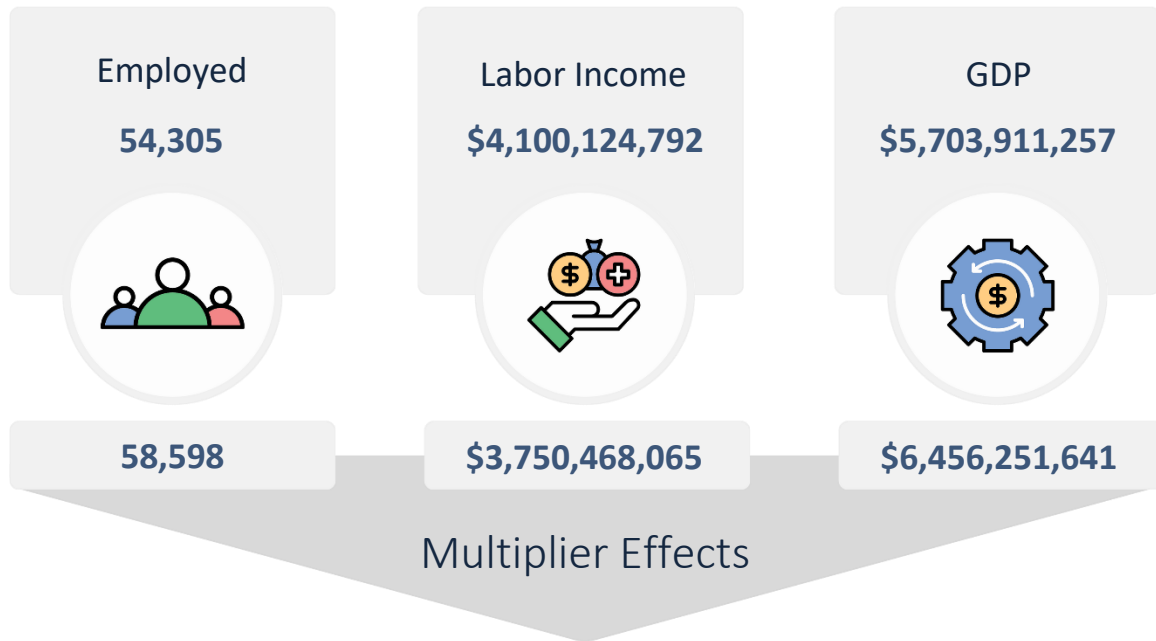 Employed
54,305
Labor Income
$4,100,124,792
GDP
$5,703,911,257
$
$
58,598
$3,750,468,065
$6,456,251,641
Multiplier Effects